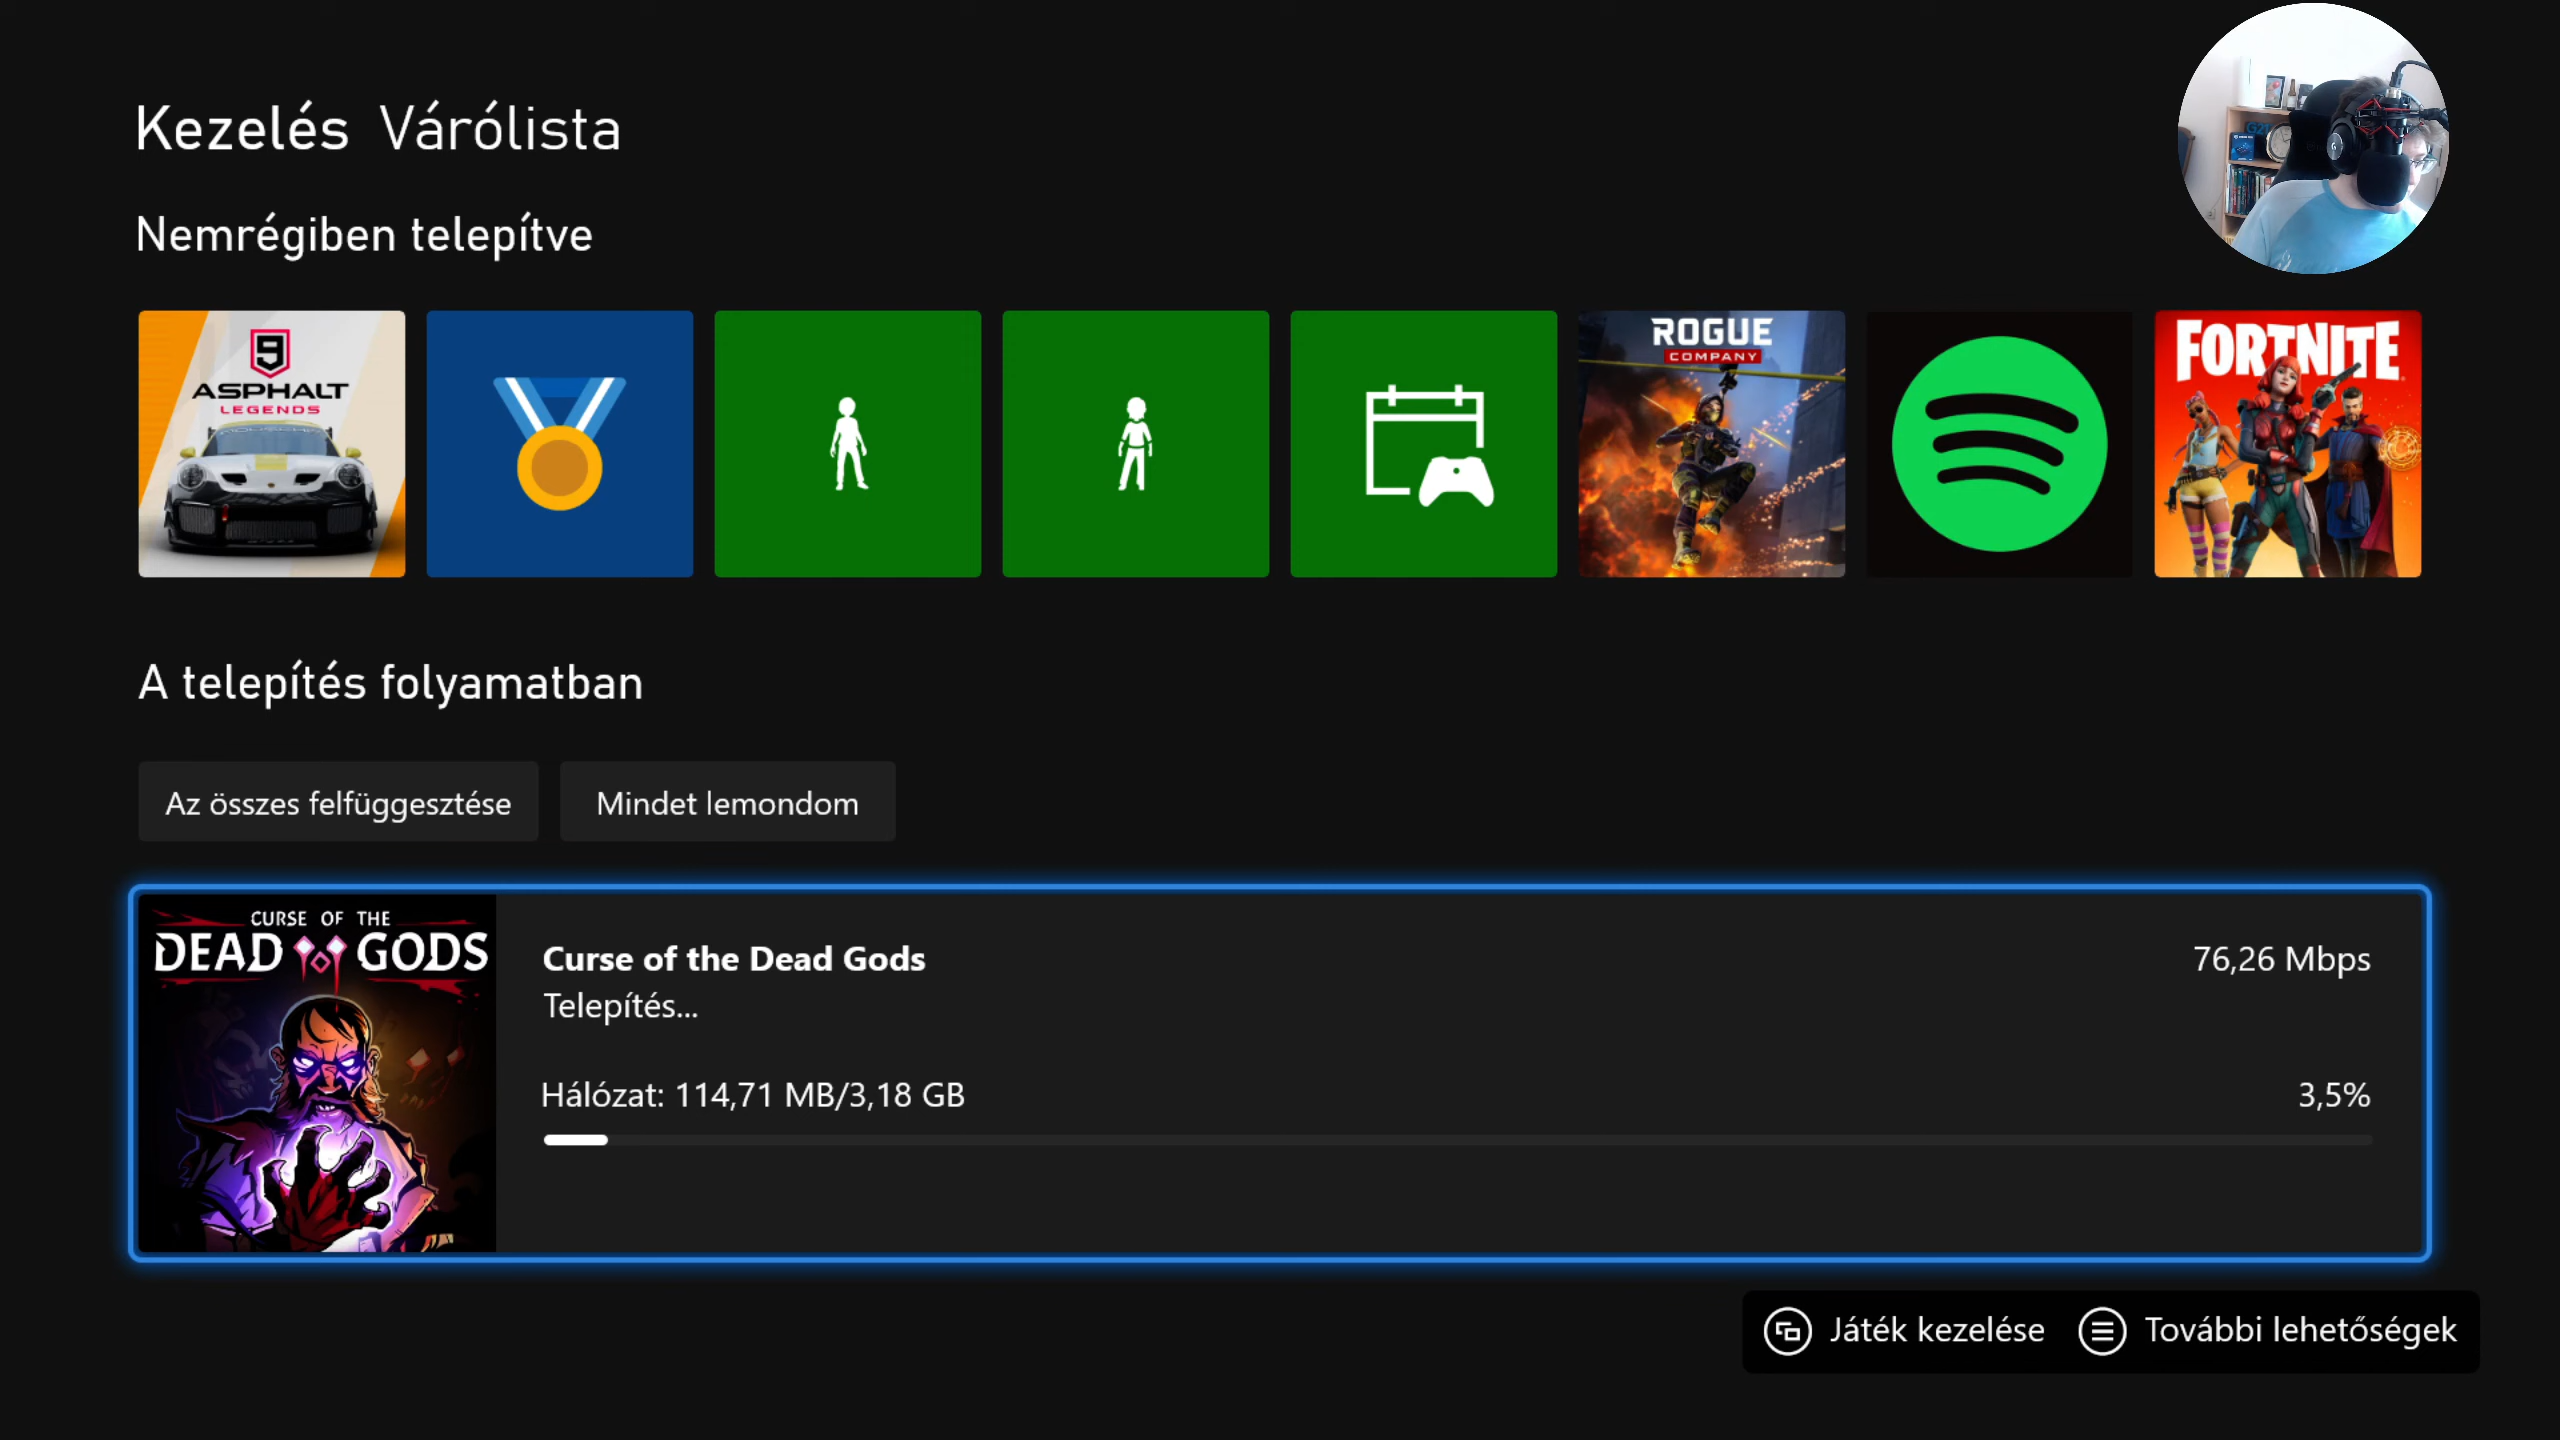 Kezelés Várólista
Nemrégiben telepítve
9
ASPHALT
LEGENDS
ROGUE
COMPANY
FORTNITE
A telepítés folyamatban
Az összes felfüggesztése
Mindet lemondom
CURSE OF THE
DEAD GODS
Curse of the Dead Gods
76,26 Mbps
Telepítés...
Hálózat: 114,71 MB/3,18 GB
3,5%
Játék kezelése
További lehetőségek